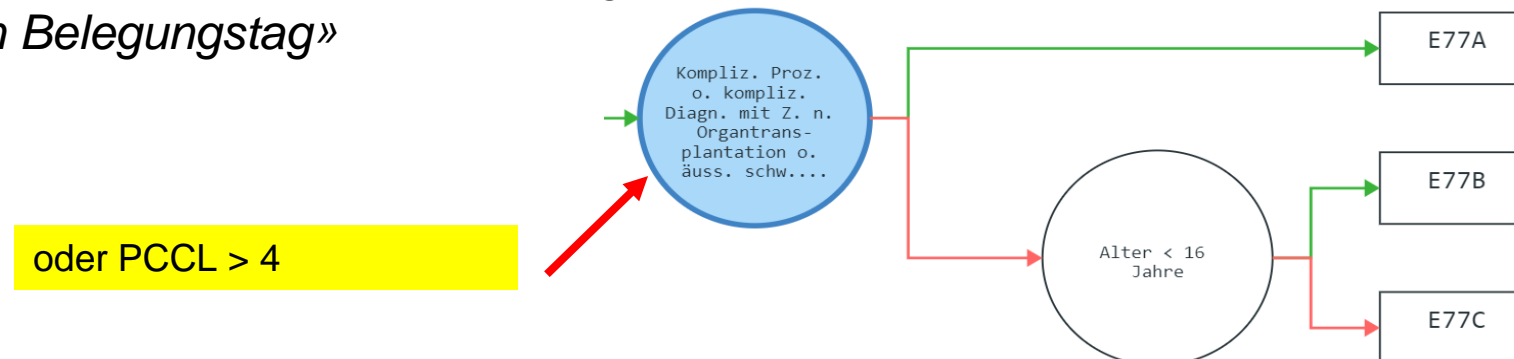 Belegungstag»
Kompliz. Proz.
o. kompliz.
Diagn. mit Z. n.
Organtrans-
plantation o.
äuss. schw....
E77A
E77B
oder PCCL > 4
Alter < 16
Jahre
E77C